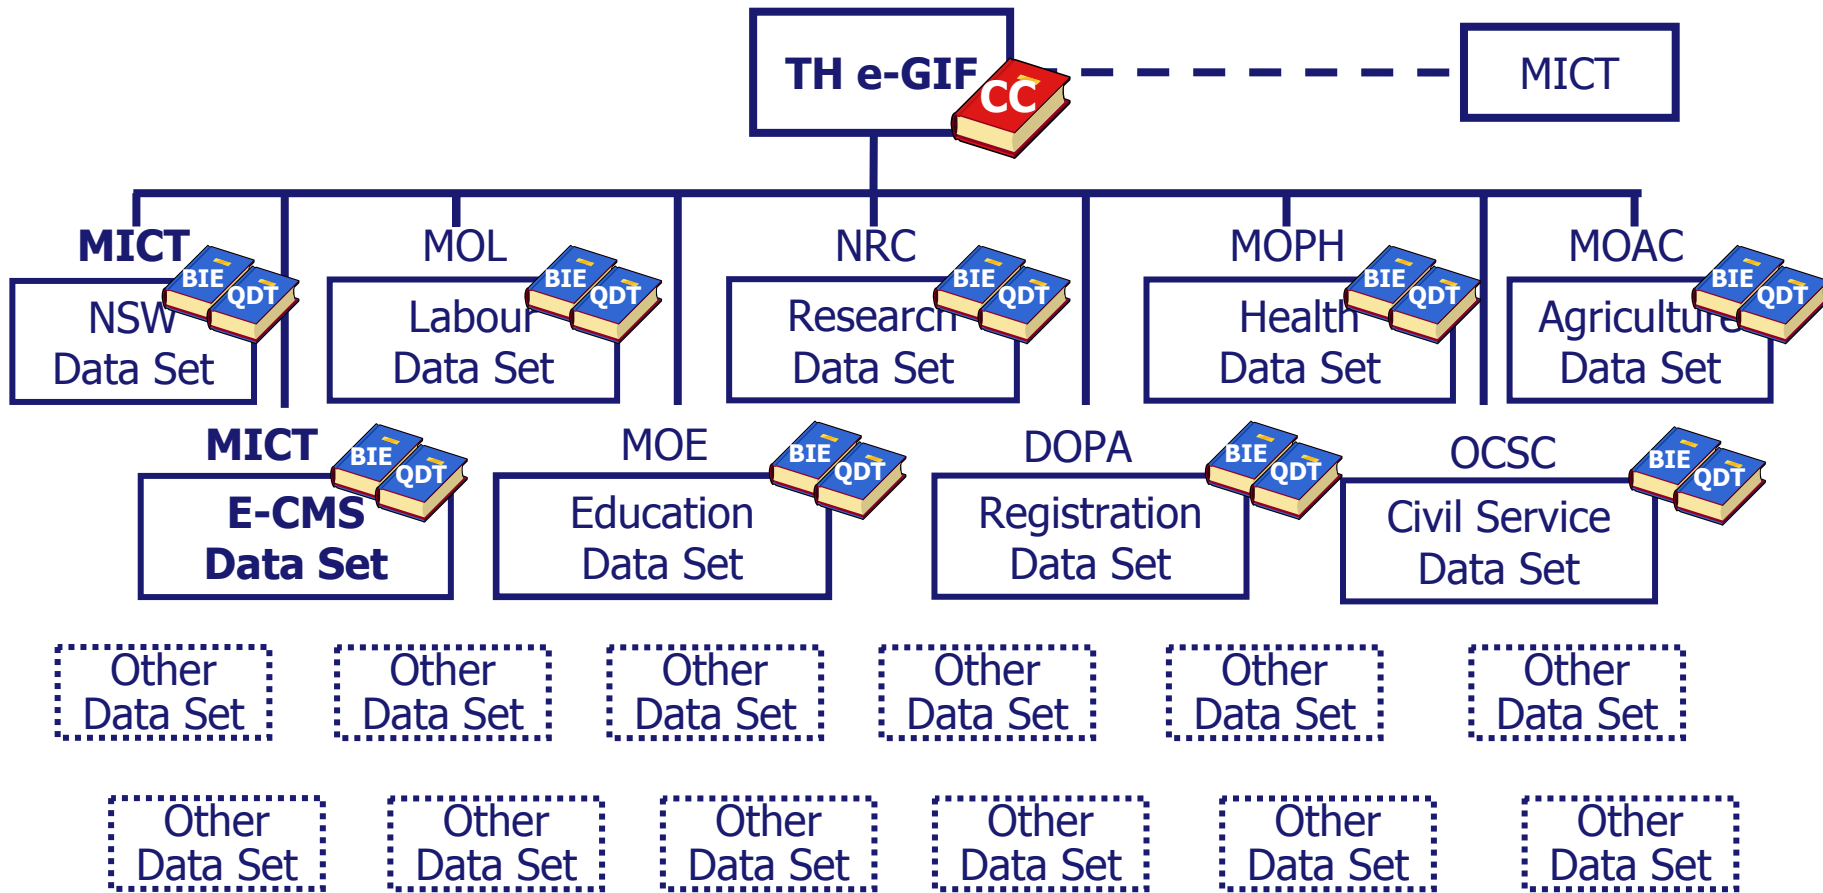 TH e-GIF
CC
MICT
MICT
MOL
NRC
MOPH
MOAC
BIE
QDT
BIE
QDT
BIE
QDT
BIE
QDT
BIE
QDT
NSW
Data Set
Labour
Data Set
Research
Data Set
Health
Data Set
Agriculture
Data Set
MICT
MOE
DOPA
OCSC
BIE
QDT
BIE
QDT
BIE
QDT
BIE
QDT
E-CMS
Data Set
Education
Data Set
Registration
Data Set
Civil Service
Data Set
Other
Data Set
Other
Data Set
Other
Data Set
Other
Data Set
Other
Data Set
Other
Data Set
Other
Data Set
Other
Data Set
Other
Data Set
Other
Data Set
Other
Data Set
Other
Data Set